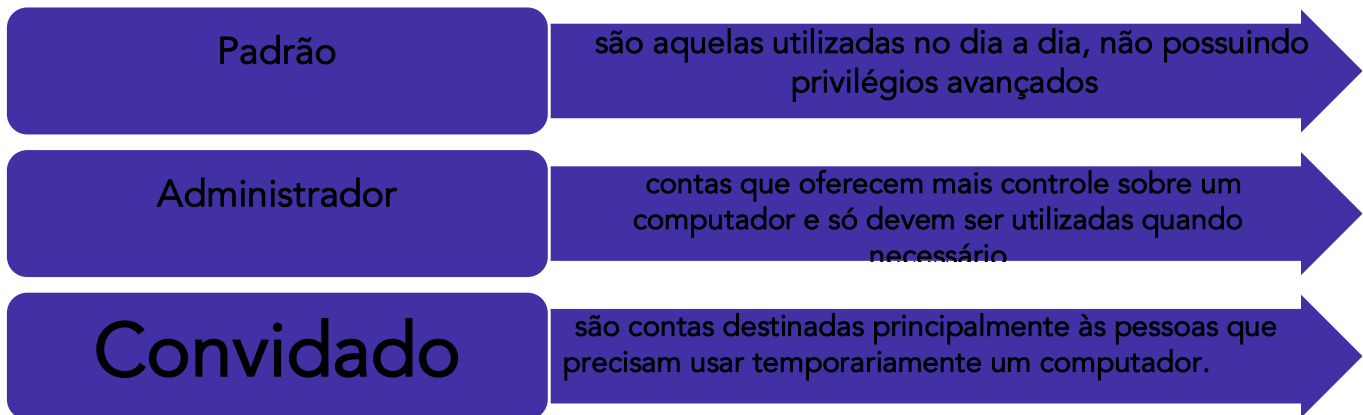 Padrão
são aquelas utilizadas no dia a dia, não possuindo
privilégios avançados
Administrador
contas que oferecem mais controle sobre um
computador e só devem ser utilizadas quando
necessário
Convidado
são contas destinadas principalmente às pessoas que
precisam usar temporariamente um computador.